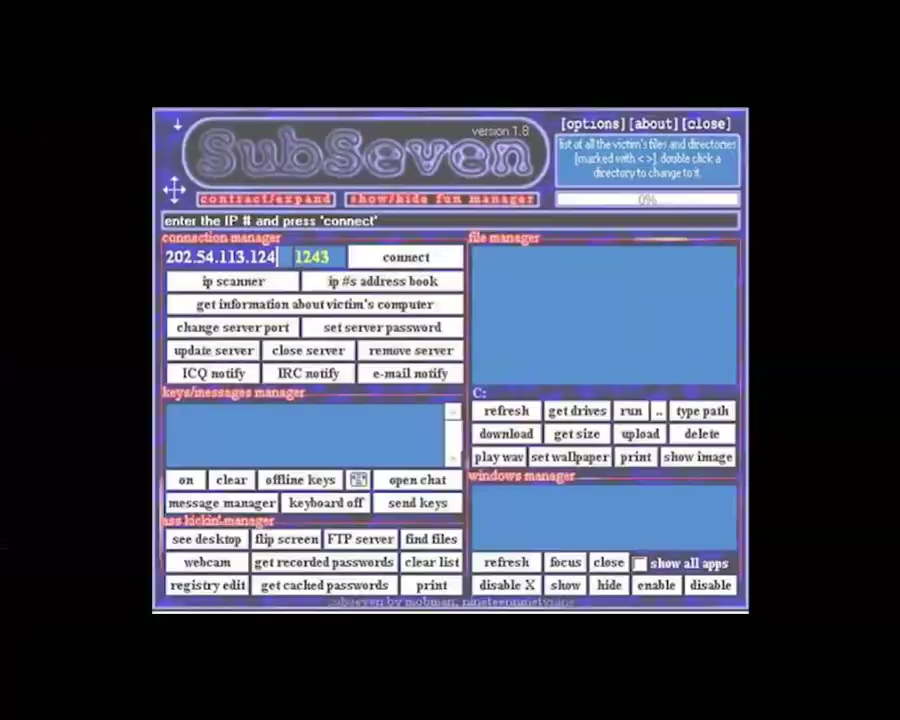 version 1.8
SubSeven
[options][about][close]
list of all the victim's files and directories
[marked with < >]. double click a
directory to change to it.
contract/expand show/hide fun manager
0%
enter the IP # and press 'connect'
connection manager
202.54.113.124 1243 connect
ip scanner ip #s address book
get information about victim's computer
change server port set server password
update server close server remove server
ICQ notify IRC notify e-mail notify
keys/messages manager
on clear offline keys open chat
message manager keyboard off send keys
ass kickin' manager
see desktop flip screen FTP server find files
webcam get recorded passwords clear list
registry edit get cached passwords print
file manager
C:
refresh get drives run .. type path
download get size upload delete
play wav set wallpaper print show image
windows manager
refresh focus close show all apps
disable X show hide enable disable
subseven by mobman,